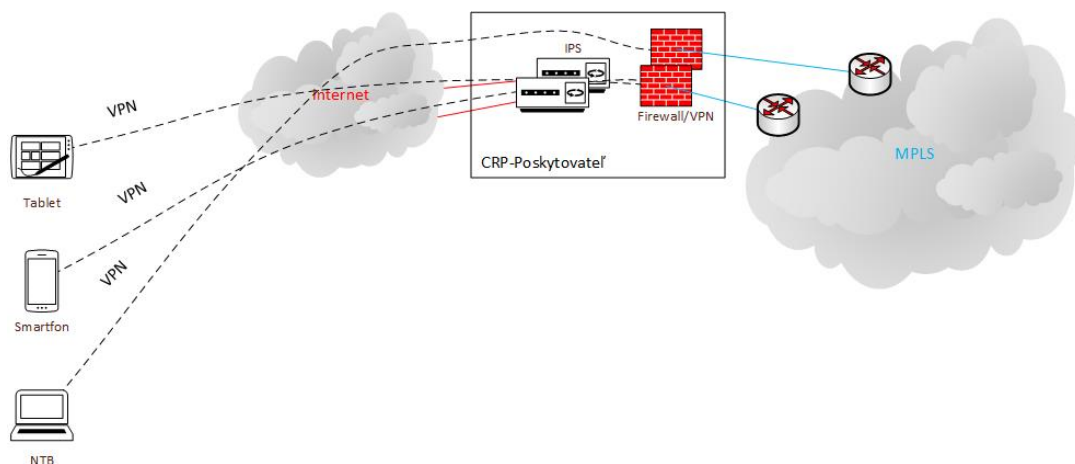 IPS
Internet
Firewall/VPN
CRP-Poskytovateľ
MPLS
VPN
Tablet
VPN
Smartfon
VPN
NTB